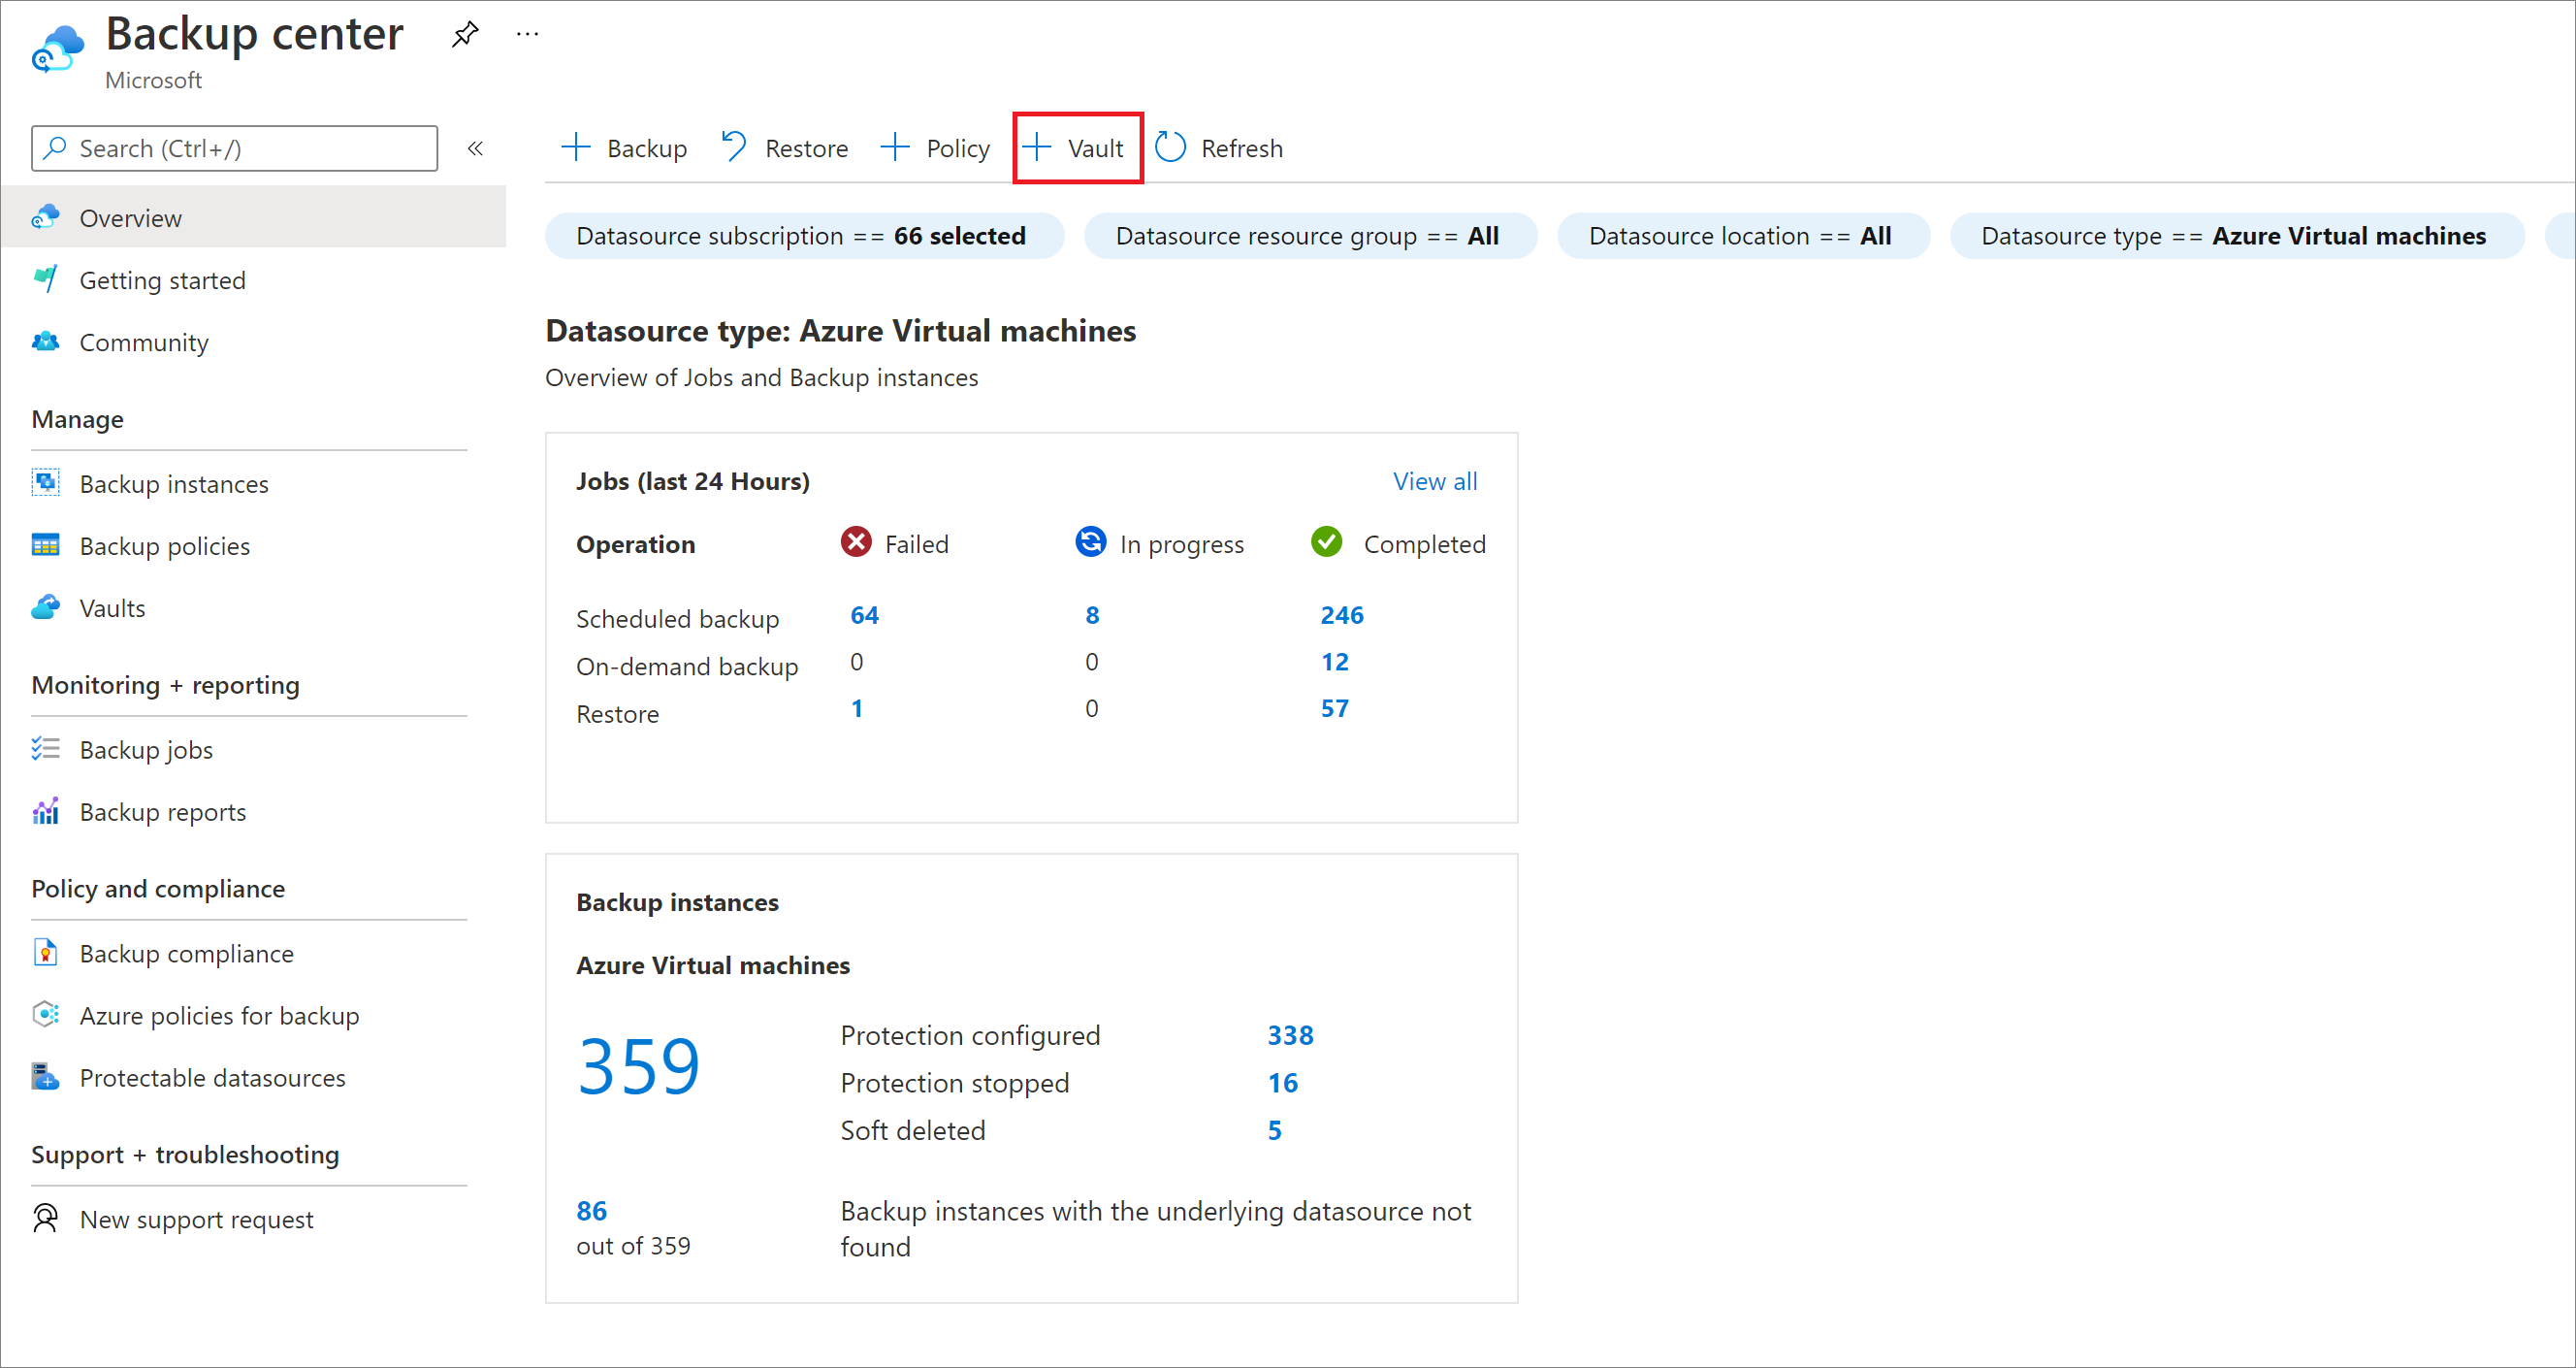 Backup center
Microsoft
Search (Ctrl+/)
«
Backup Restore Policy Vault Refresh
Overview
Getting started
Community
Manage
Backup instances
Backup policies
Vaults
Monitoring + reporting
Backup jobs
Backup reports
Policy and compliance
Backup compliance
Azure policies for backup
Protectable datasources
Support + troubleshooting
New support request
Datasource subscription == 66 selected Datasource resource group == All Datasource location == All Datasource type == Azure Virtual machines
Datasource type: Azure Virtual machines
Overview of Jobs and Backup instances
Jobs (last 24 Hours) View all
Operation Failed In progress Completed
Scheduled backup 64 8 246
On-demand backup 0 0 12
Restore 1 0 57
Backup instances
Azure Virtual machines
359
Protection configured 338
Protection stopped 16
Soft deleted 5
86
out of 359
Backup instances with the underlying datasource not
found